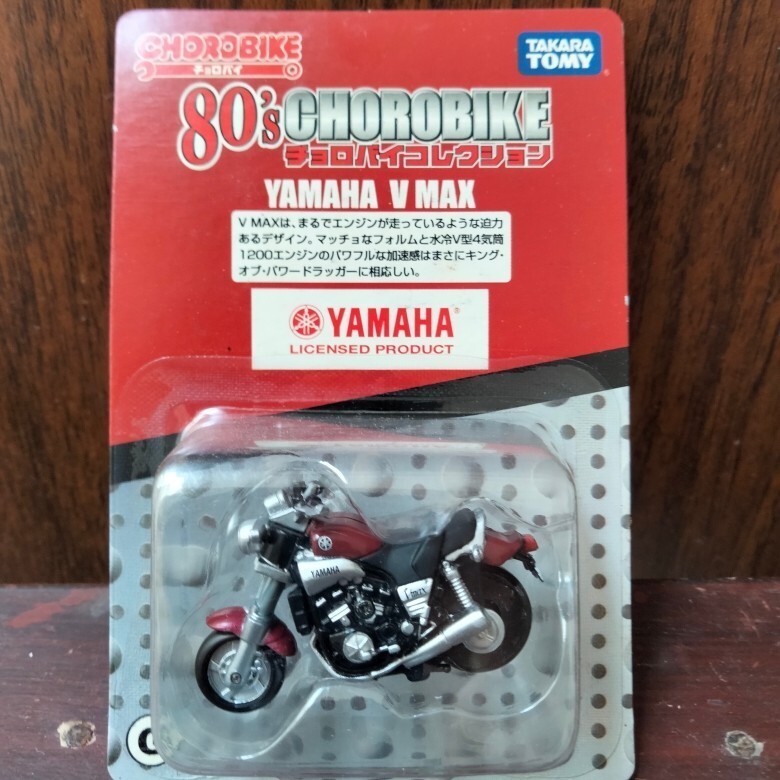 CHOROBIKE
チョロバイ
TAKARA
TOMY
80's CHOROBIKE
チョロバイコレクション
YAMAHA V MAX
V MAXは、まるでエンジンが走っているような迫力
あるデザイン。マッチョなフォルムと水冷V型4気筒
1200エンジンのパワフルな加速感はまさにキング・
オブ・パワードラッガーに相応しい。
YAMAHA
LICENSED PRODUCT
YAMAHA
Vmax